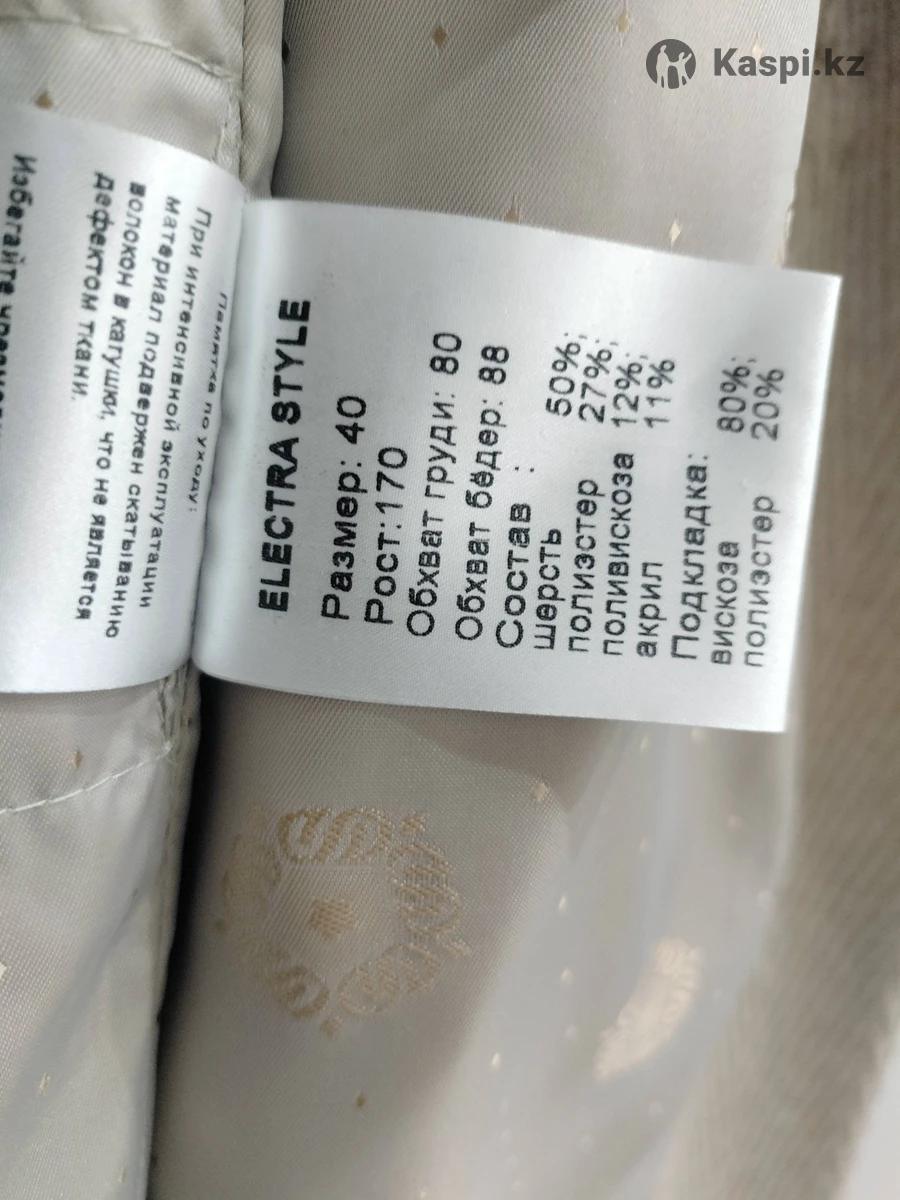 Kaspi.kz
ELECTRA STYLE
Размер: 40
Рост:170
Обхват груди: 80
Обхват бедер: 88
Состав :
шерсть 50%;
полиэстер 27%;
поливискоза 12%;
акрил 11%
Подкладка:
вискоза 80%;
полиэстер 20%
Памятка по уходу:
При интенсивной эксплуатации
материал подвержен скатыванию
волокон в катушки, что не является
дефектом ткани.
Избегайте